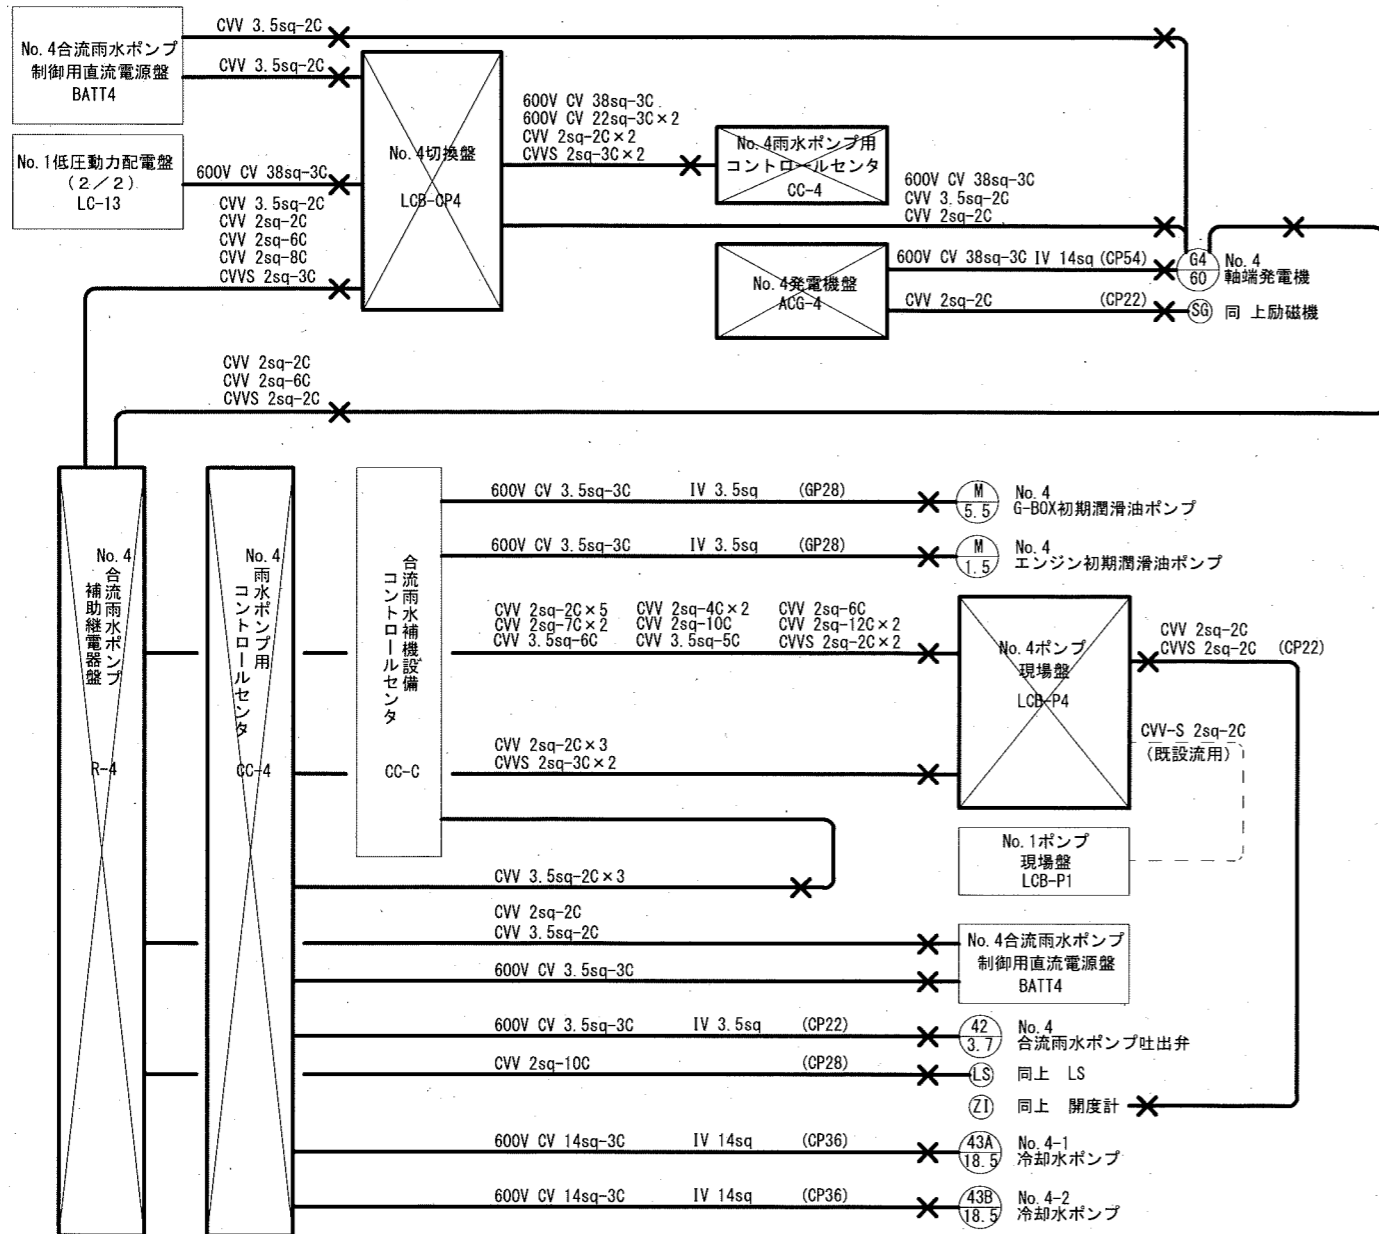 CVV 3.5sq-2C
No.4合流雨水ポンプ
制御用直流電源盤
BATT4
CVV 3.5sq-2C
No.1低圧動力配電盤
(2/2)
LC-13
600V CV 38sq-3C
CVV 3.5sq-2C
CVV 2sq-2C
CVV 2sq-6C
CVV 2sq-8C
CVVS 2sq-3C
No.4切換盤
LCB-CP4
600V CV 38sq-3C
600V CV 22sq-3C×2
CVV 2sq-2C×2
CVVS 2sq-3C×2
No.4雨水ポンプ用
コントロールセンタ
CC-4
600V CV 38sq-3C
CVV 3.5sq-2C
CVV 2sq-2C
No.4発電機盤
ACG-4
600V CV 38sq-3C IV 14sq (CP54)
G4
60
No.4
軸端発電機
CVV 2sq-2C (CP22)
SG
同 上励磁機
CVV 2sq-2C
CVV 2sq-6C
CVVS 2sq-2C
No.4
合流雨水ポンプ
補助継電器盤
R-4
No.4
雨水ポンプ用
コントロールセンタ
CC-4
合流雨水補機設備
コントロールセンタ
CC-C
600V CV 3.5sq-3C IV 3.5sq (GP28)
M
5.5
No.4
G-BOX初期潤滑油ポンプ
600V CV 3.5sq-3C IV 3.5sq (GP28)
M
1.5
No.4
エンジン初期潤滑油ポンプ
CVV 2sq-2C×5 CVV 2sq-4C×2 CVV 2sq-6C
CVV 2sq-7C×2 CVV 2sq-10C CVV 2sq-12C×2
CVV 3.5sq-6C CVV 3.5sq-5C CVVS 2sq-2C×2
No.4ポンプ
現場盤
LCB-P4
CVV 2sq-2C
CVVS 2sq-2C (CP22)
CVV-S 2sq-2C
(既設流用)
CVV 2sq-2C×3
CVVS 2sq-3C×2
No.1ポンプ
現場盤
LCB-P1
CVV 3.5sq-2C×3
CVV 2sq-2C
CVV 3.5sq-2C
No.4合流雨水ポンプ
制御用直流電源盤
BATT4
600V CV 3.5sq-3C
600V CV 3.5sq-3C IV 3.5sq (CP22)
42
3.7
No.4
合流雨水ポンプ吐出弁
CVV 2sq-10C (CP28)
LS
同上 LS
ZI
同上 開度計
600V CV 14sq-3C IV 14sq (CP36)
43A
18.5
No.4-1
冷却水ポンプ
600V CV 14sq-3C IV 14sq (CP36)
43B
18.5
No.4-2
冷却水ポンプ